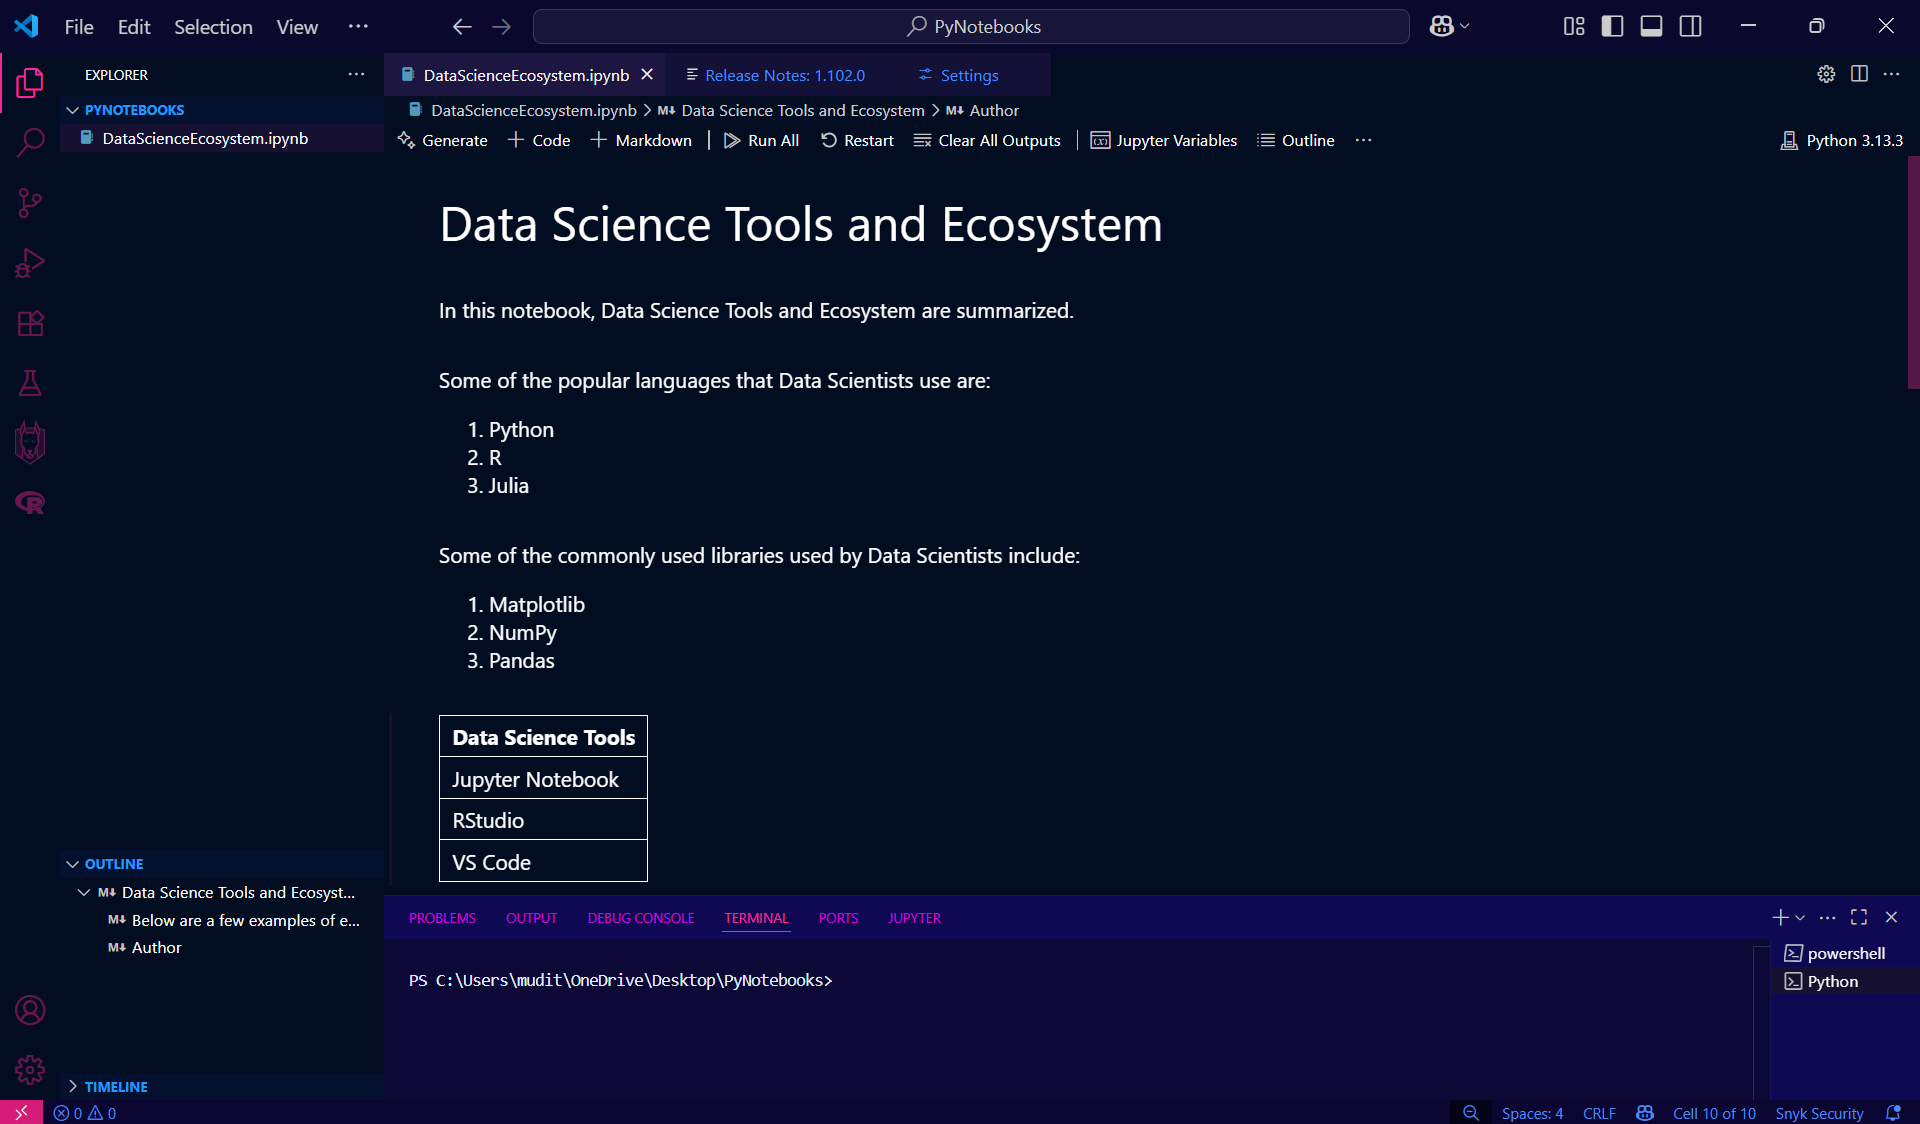 File Edit Selection View ···
PyNotebooks
EXPLORER
PYNOTEBOOKS
DataScienceEcosystem.ipynb
OUTLINE
M↓ Data Science Tools and Ecosyst...
M↓ Below are a few examples of e...
M↓ Author
TIMELINE
DataScienceEcosystem.ipynb Release Notes: 1.102.0 Settings
DataScienceEcosystem.ipynb > M↓ Data Science Tools and Ecosystem > M↓ Author
Generate + Code + Markdown | Run All Restart Clear All Outputs | Jupyter Variables Outline ··· Python 3.13.3
Data Science Tools and Ecosystem
In this notebook, Data Science Tools and Ecosystem are summarized.
Some of the popular languages that Data Scientists use are:
1. Python
2. R
3. Julia
Some of the commonly used libraries used by Data Scientists include:
1. Matplotlib
2. NumPy
3. Pandas
Data Science Tools
Jupyter Notebook
RStudio
VS Code
PROBLEMS OUTPUT DEBUG CONSOLE TERMINAL PORTS JUPYTER
PS C:\Users\mudit\OneDrive\Desktop\PyNotebooks>
powershell
Python
0 0 Spaces: 4 CRLF Cell 10 of 10 Snyk Security